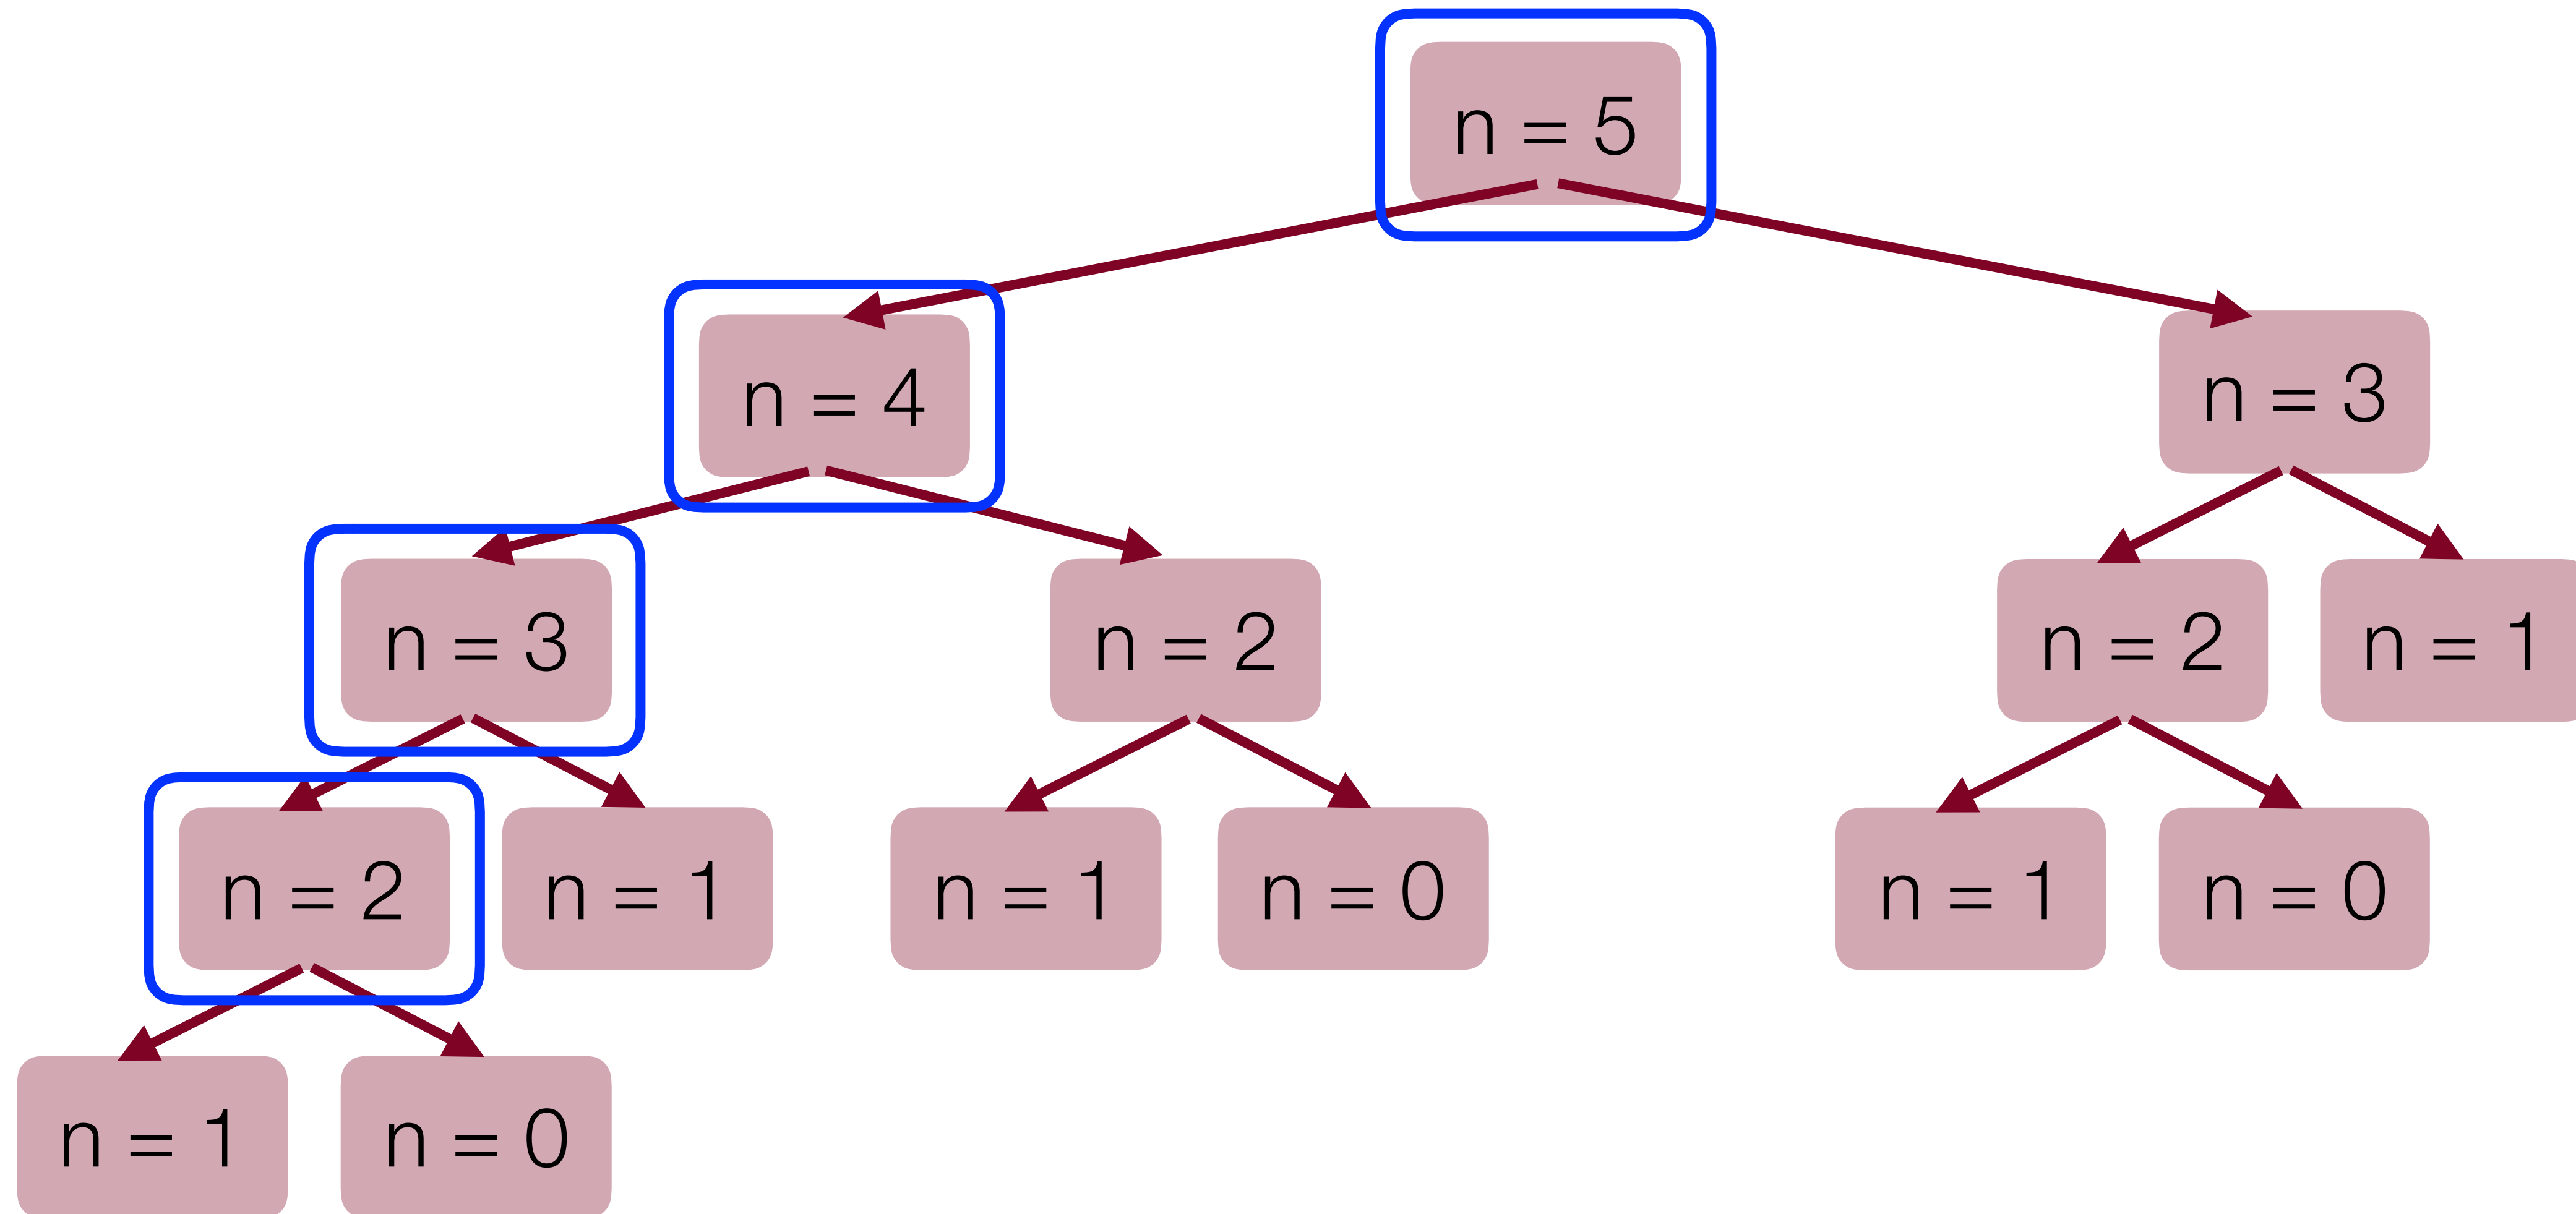 n = 5
n = 4
n = 3
n = 3
n = 2
n = 2
n = 1
n = 2
n = 1
n = 1
n = 0
n = 1
n = 0
n = 1
n = 0